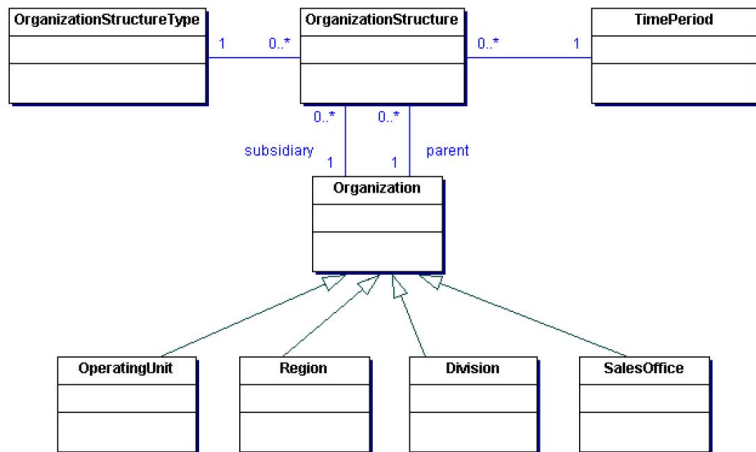 OrganizationStructureType
OrganizationStructure
TimePeriod
1
0..*
0..*
1
0..*
0..*
subsidiary
parent
1
1
Organization
OperatingUnit
Region
Division
SalesOffice